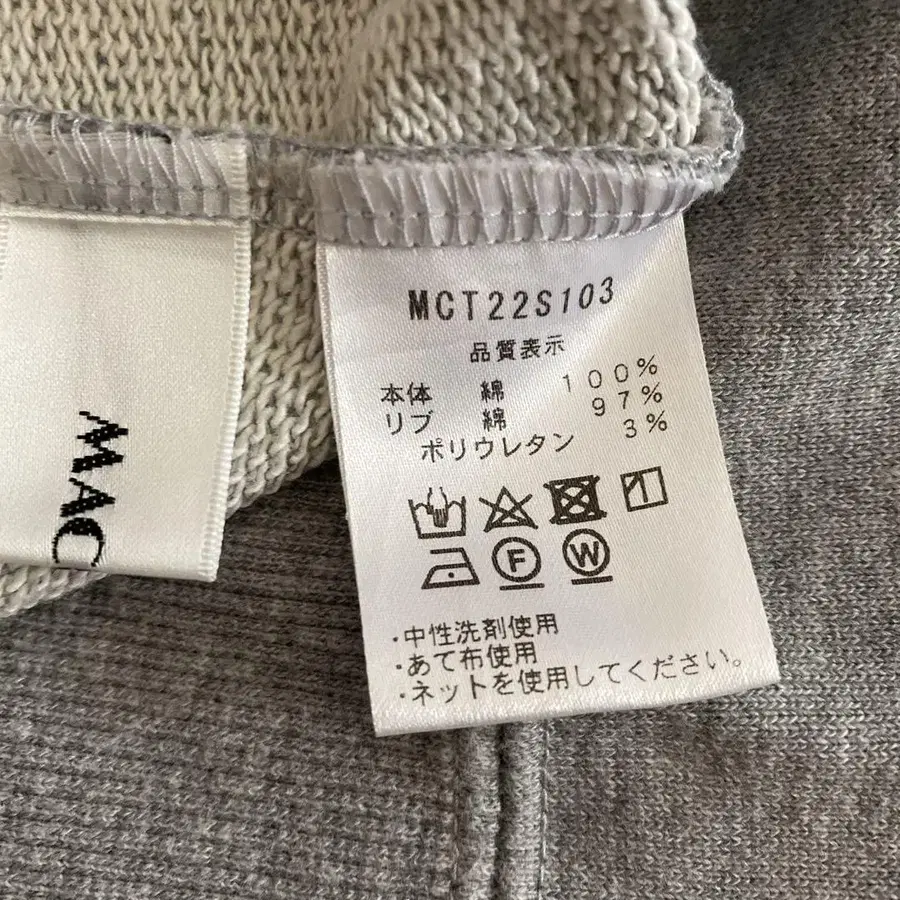 MAC
MCT22S103
品質表示
本体 綿 100%
リブ 綿 97%
ポリウレタン 3%
F W
・中性洗剤使用
・あて布使用
・ネットを使用してください。